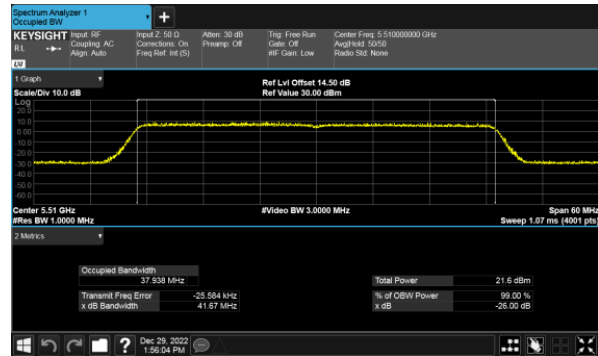 Spectrum Analyzer 1
Occupied BW
KEYSIGHT Input: RF Input Z: 50 Ω Atten: 30 dB Trig: Free Run Center Freq: 5.510000000 GHz
RL Coupling: AC Corrections: On Preamp: Off Gate: Off Avg|Hold: 50/50
Align: Auto Freq Ref: Int (S) #IF Gain: Low Radio Std: None
1 Graph
Ref Lvl Offset 14.50 dB
Scale/Div 10.0 dB Ref Value 30.00 dBm
Log
20.0
10.0
0.00
-10.0
-20.0
-30.0
-40.0
-50.0
-60.0
Center 5.51 GHz #Video BW 3.0000 MHz Span 60 MHz
#Res BW 1.0000 MHz Sweep 1.07 ms (4001 pts)
2 Metrics
Occupied Bandwidth
37.938 MHz Total Power 21.6 dBm
Transmit Freq Error -25.584 kHz % of OBW Power 99.00 %
x dB Bandwidth 41.67 MHz x dB -26.00 dB
? Dec 29, 2022
1:56:04 PM